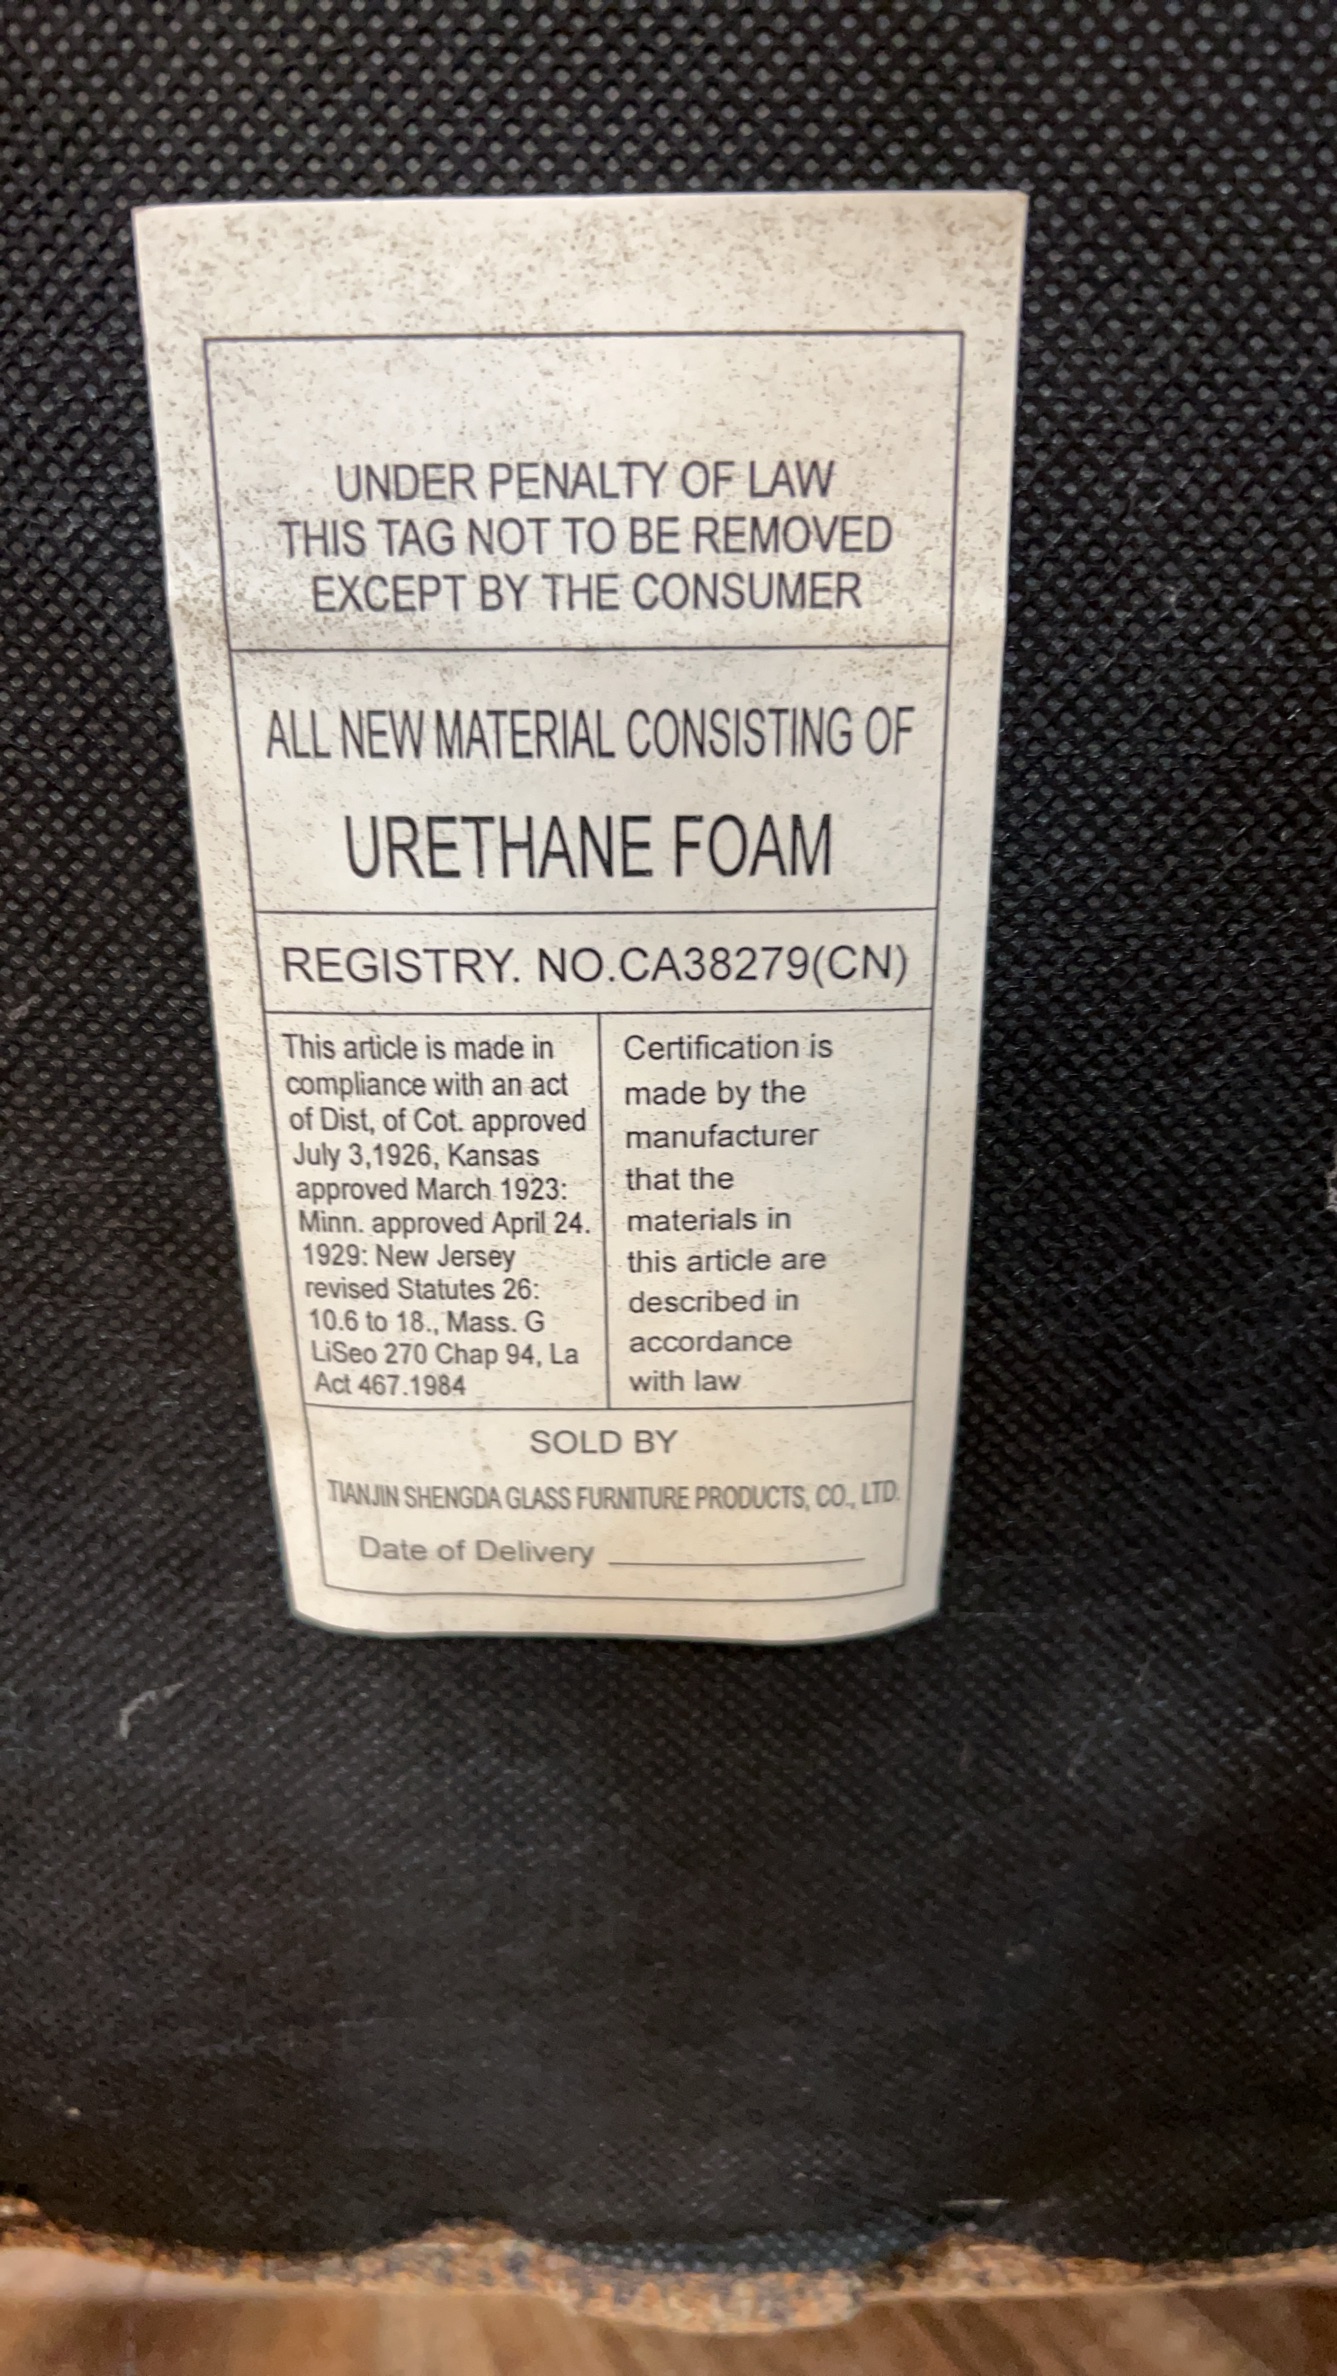 UNDER PENALTY OF LAW
THIS TAG NOT TO BE REMOVED
EXCEPT BY THE CONSUMER
ALL NEW MATERIAL CONSISTING OF
URETHANE FOAM
REGISTRY. NO.CA38279(CN)
This article is made in
compliance with an act
of Dist, of Cot. approved
July 3,1926, Kansas
approved March 1923:
Minn. approved April 24.
1929: New Jersey
revised Statutes 26:
10.6 to 18., Mass. G
LiSeo 270 Chap 94, La
Act 467.1984
Certification is
made by the
manufacturer
that the
materials in
this article are
described in
accordance
with law
SOLD BY
TIANJIN SHENGDA GLASS FURNITURE PRODUCTS, CO., LTD.
Date of Delivery